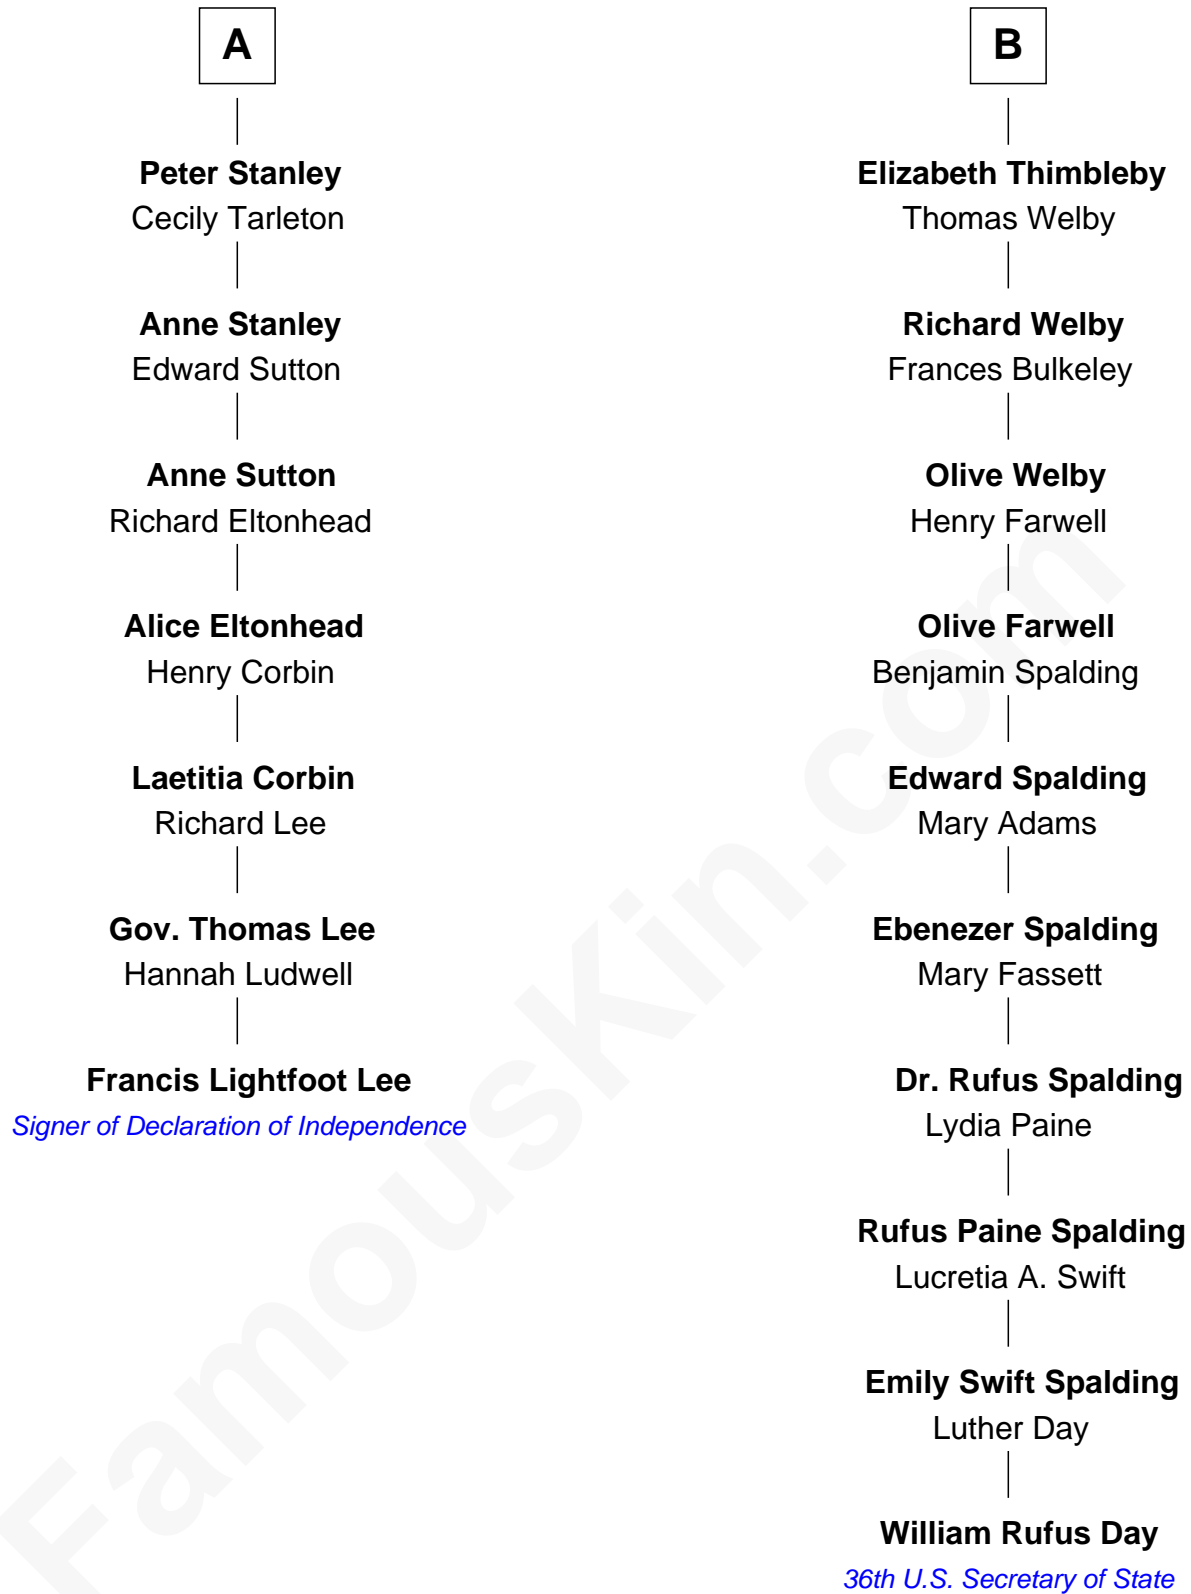 A
Peter Stanley
Cecily Tarleton
Anne Stanley
Edward Sutton
Anne Sutton
Richard Eltonhead
Alice Eltonhead
Henry Corbin
Laetitia Corbin
Richard Lee
Gov. Thomas Lee
Hannah Ludwell
Francis Lightfoot Lee
Signer of Declaration of Independence
B
Elizabeth Thimbleby
Thomas Welby
Richard Welby
Frances Bulkeley
Olive Welby
Henry Farwell
Olive Farwell
Benjamin Spalding
Edward Spalding
Mary Adams
Ebenezer Spalding
Mary Fassett
Dr. Rufus Spalding
Lydia Paine
Rufus Paine Spalding
Lucretia A. Swift
Emily Swift Spalding
Luther Day
William Rufus Day
36th U.S. Secretary of State
FamousKin.com